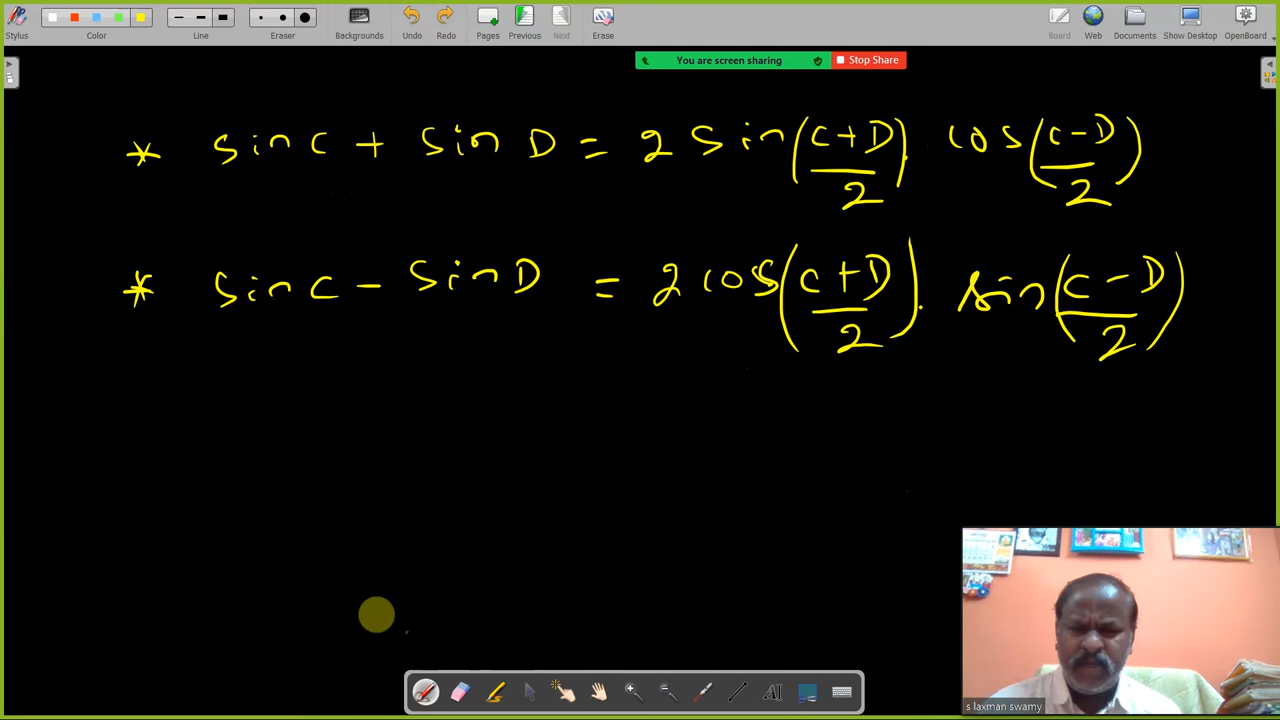 Stylus
Color
Line
Eraser
Backgrounds
Undo
Redo
Pages
Previous
Next
Erase
Board
Web
Documents
Show Desktop
OpenBoard
You are screen sharing
Stop Share
* sin C + sin D = 2 sin(C+D/2). cos(C-D/2)
* sin C - sin D = 2 cos(C+D/2). sin(C-D/2)
s laxman swamy